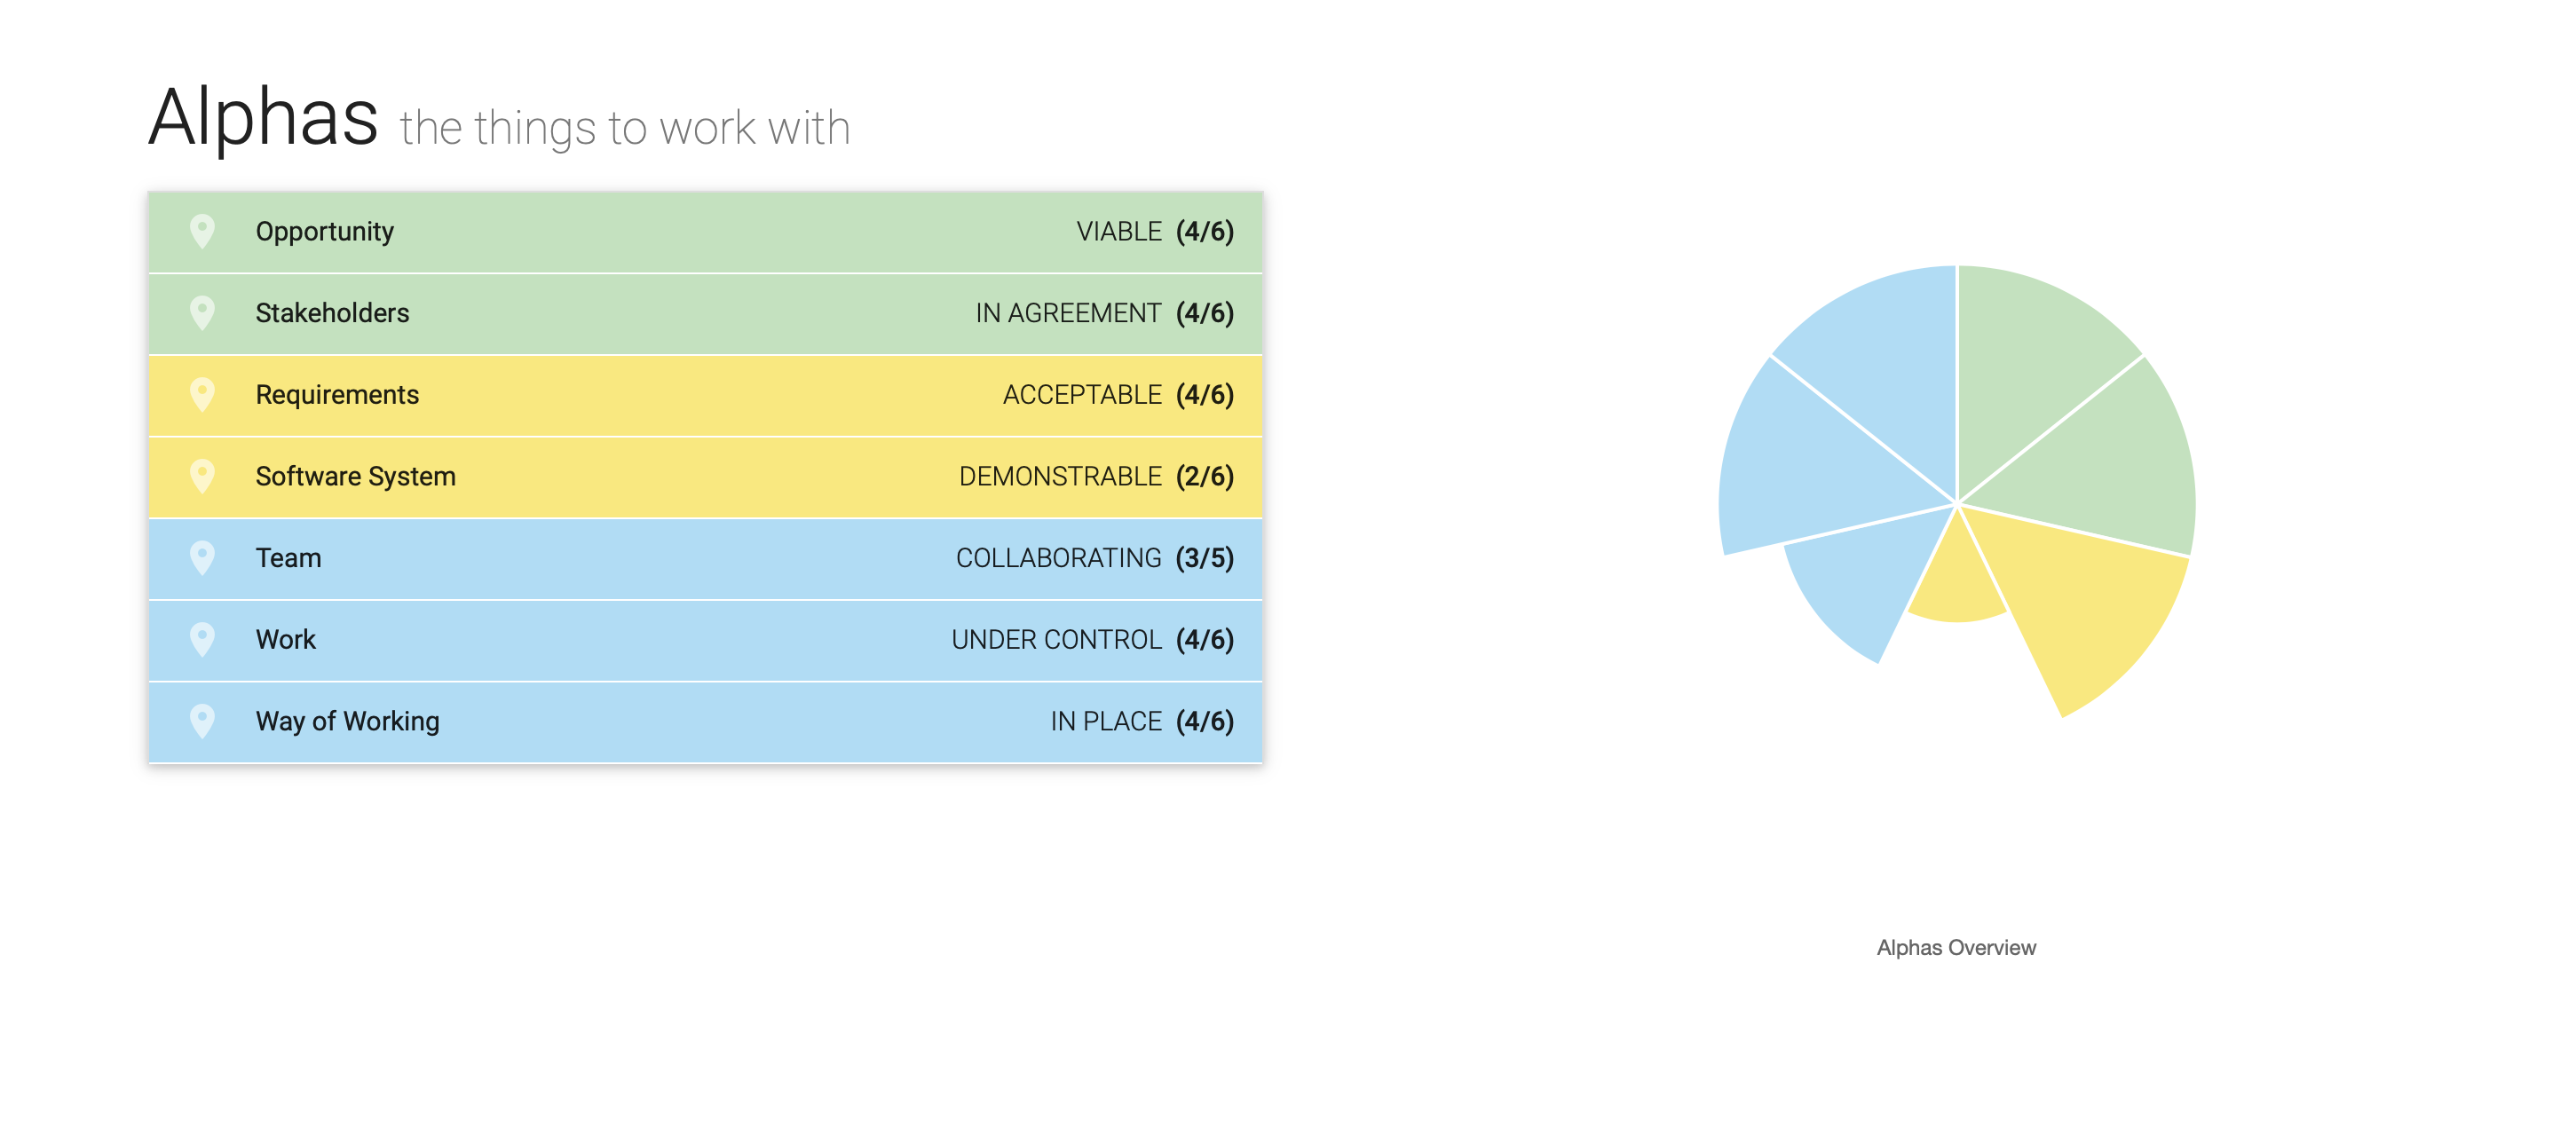 Alphas the things to work with
Opportunity VIABLE (4/6)
Stakeholders IN AGREEMENT (4/6)
Requirements ACCEPTABLE (4/6)
Software System DEMONSTRABLE (2/6)
Team COLLABORATING (3/5)
Work UNDER CONTROL (4/6)
Way of Working IN PLACE (4/6)
Alphas Overview